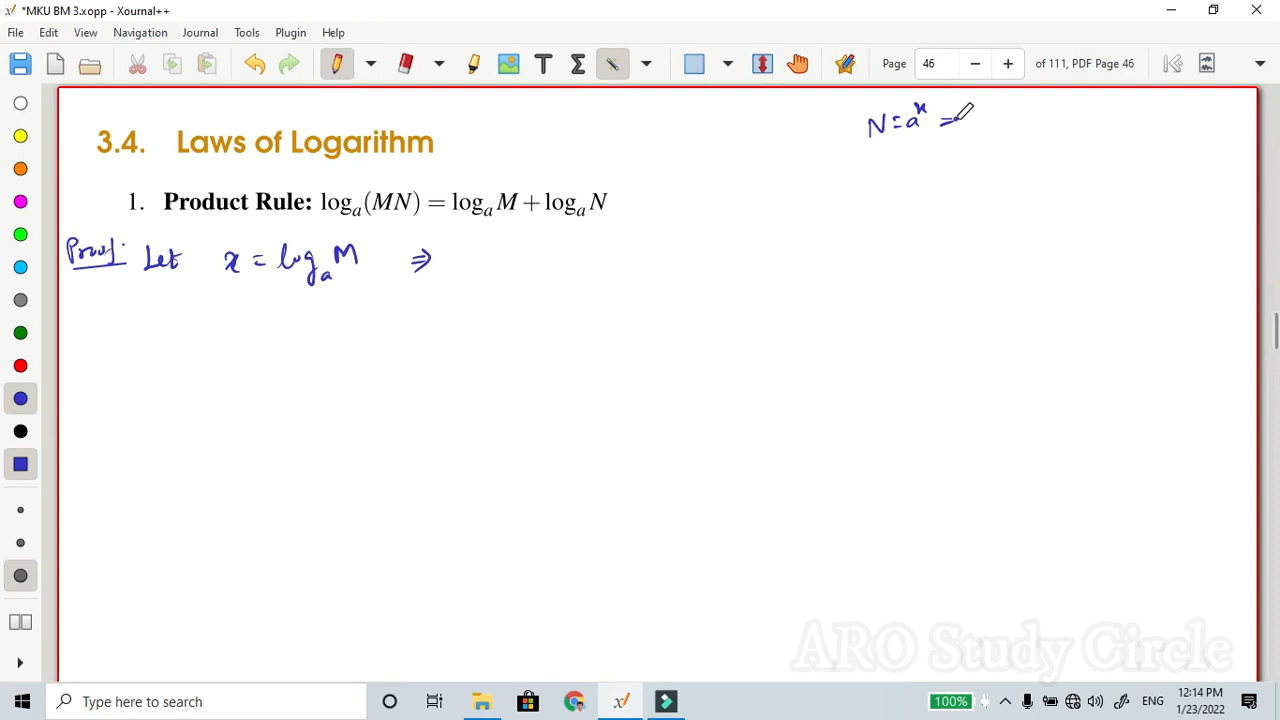 *MKU BM 3.xopp - Xournal++
File Edit View Navigation Journal Tools Plugin Help
Page 46 of 111, PDF Page 46
N = a^x =
3.4. Laws of Logarithm
1. Product Rule: log_a(MN) = log_a M + log_a N
Proof: Let x = log_a M ⇒
ARO Study Circle
Type here to search
100%
ENG
12:14 PM
1/23/2022